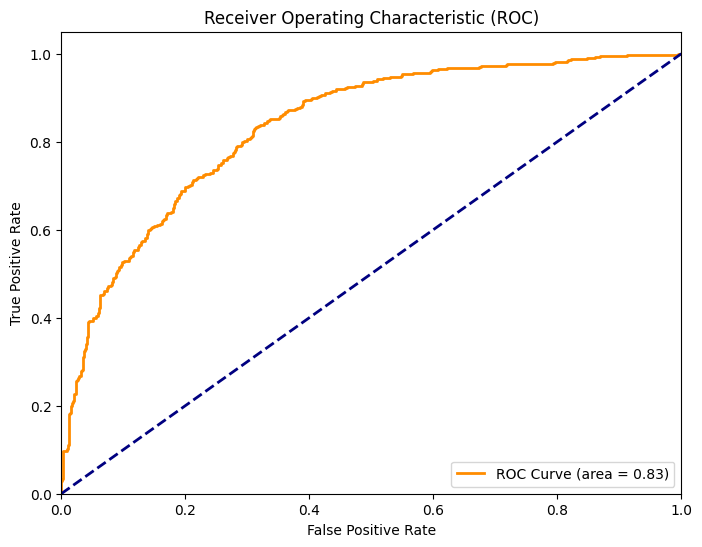 Receiver Operating Characteristic (ROC)
1.0
0.8
0.6
0.4
0.2
0.0
True Positive Rate
ROC Curve (area = 0.83)
0.0 0.2 0.4 0.6 0.8 1.0
False Positive Rate